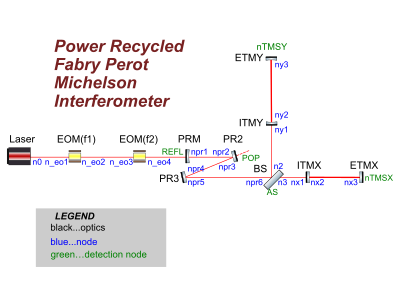 Power Recycled
Fabry Perot
Michelson
Interferometer
nTMSY
ETMY
ny3
ny2
ITMY
ny1
Laser
EOM(f1)
EOM(f2)
PRM
PR2
n0
n_eo1
n_eo2
n_eo3
n_eo4
REFL
npr1
npr2
POP
npr3
npr4
PR3
npr5
BS
n2
npr6
n3
AS
ITMX
ETMX
nx1
nx2
nx3
nTMSX
LEGEND
black...optics
blue...node
green...detection node